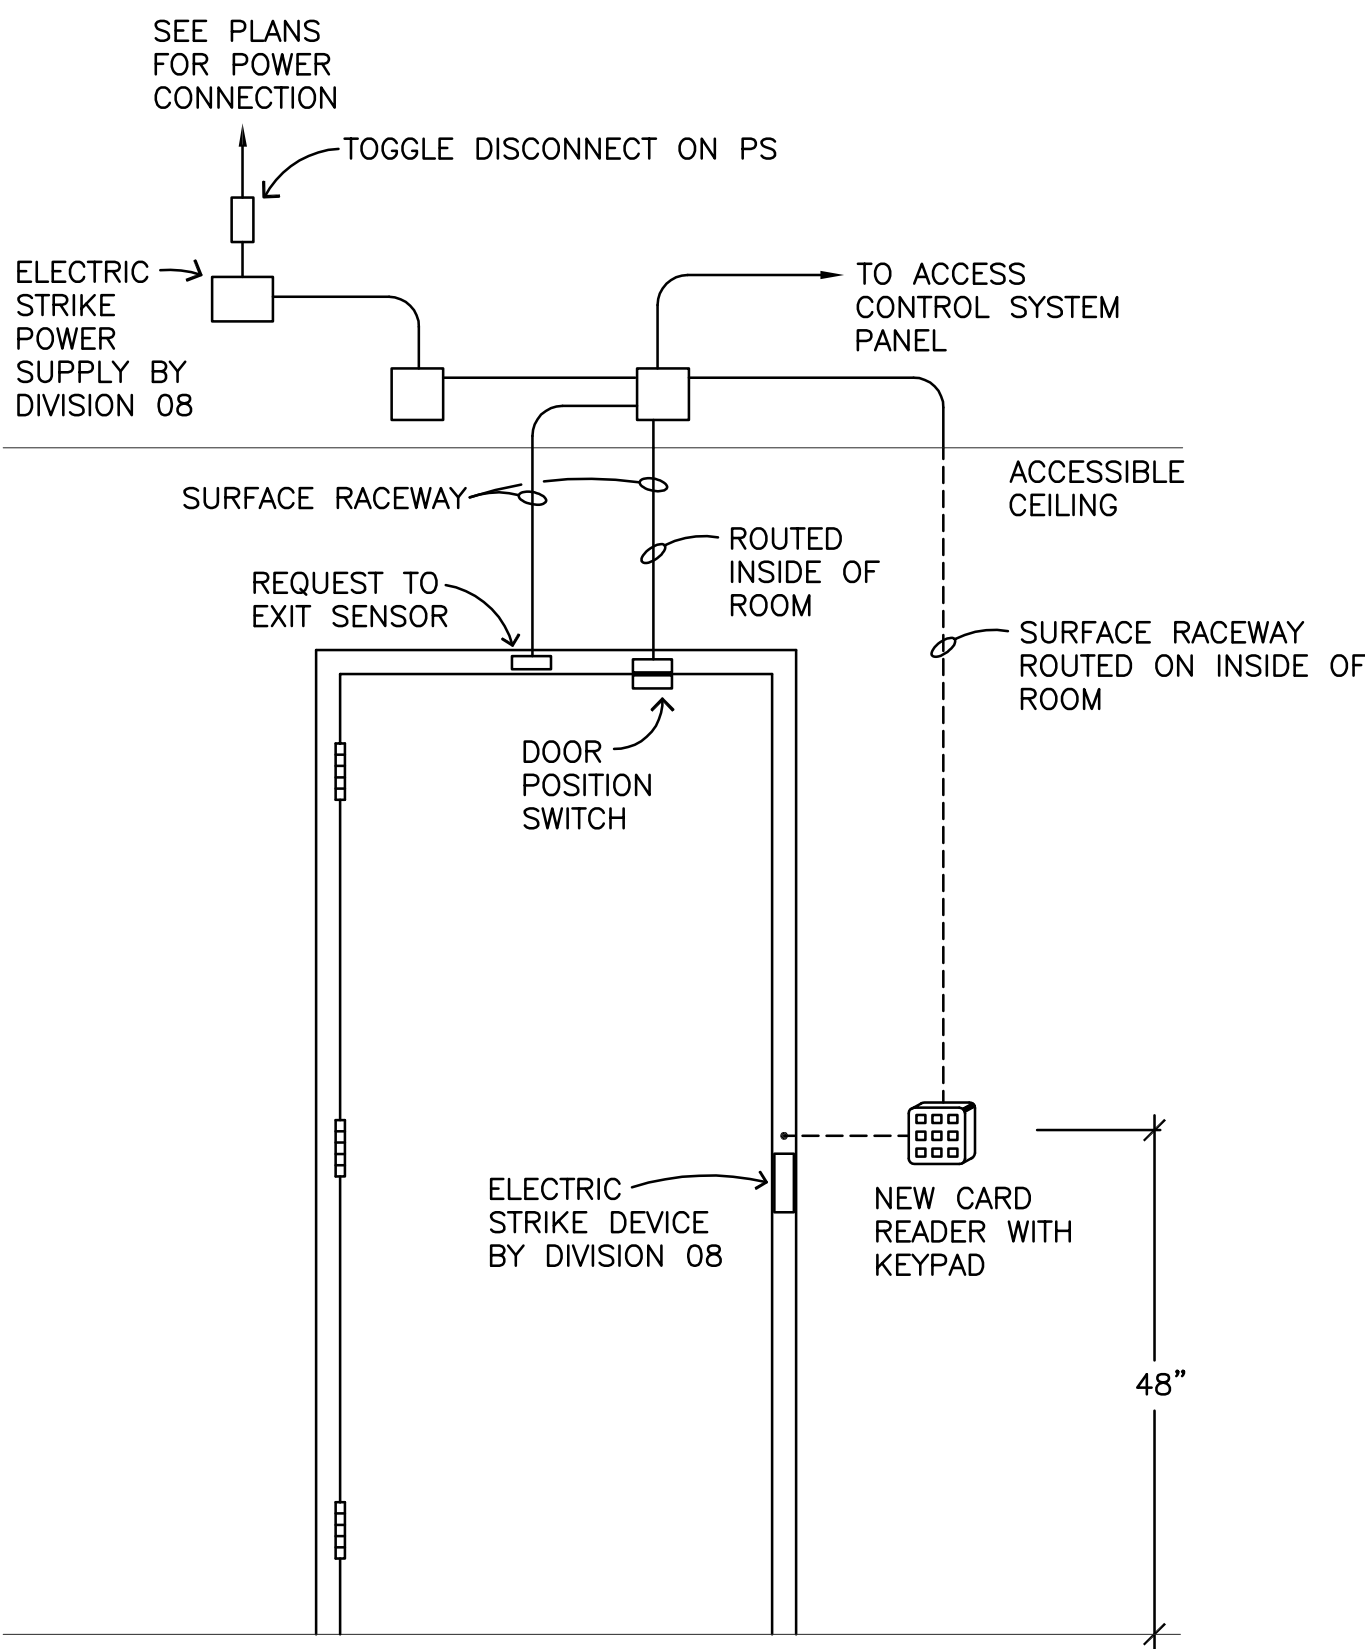 SEE PLANS
FOR POWER
CONNECTION
TOGGLE DISCONNECT ON PS
ELECTRIC
STRIKE
POWER
SUPPLY BY
DIVISION 08
TO ACCESS
CONTROL SYSTEM
PANEL
ACCESSIBLE
CEILING
SURFACE RACEWAY
ROUTED
INSIDE OF
ROOM
REQUEST TO
EXIT SENSOR
SURFACE RACEWAY
ROUTED ON INSIDE OF
ROOM
DOOR
POSITION
SWITCH
ELECTRIC
STRIKE DEVICE
BY DIVISION 08
NEW CARD
READER WITH
KEYPAD
48”